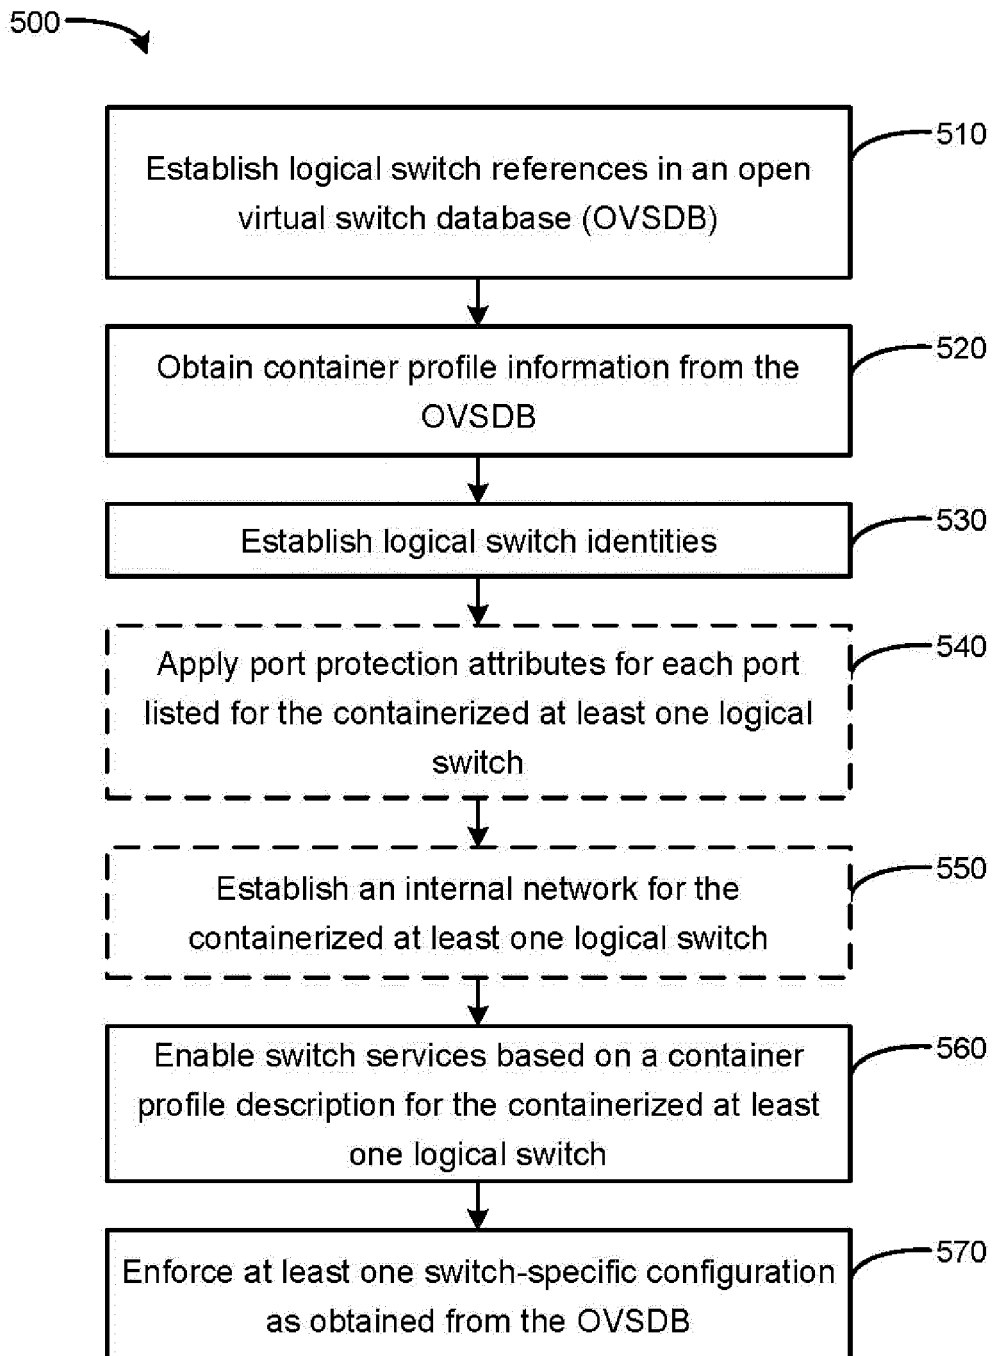 500
510
Establish logical switch references in an open
virtual switch database (OVSDB)
520
Obtain container profile information from the
OVSDB
530
Establish logical switch identities
540
Apply port protection attributes for each port
listed for the containerized at least one logical
switch
550
Establish an internal network for the
containerized at least one logical switch
560
Enable switch services based on a container
profile description for the containerized at least
one logical switch
570
Enforce at least one switch-specific configuration
as obtained from the OVSDB